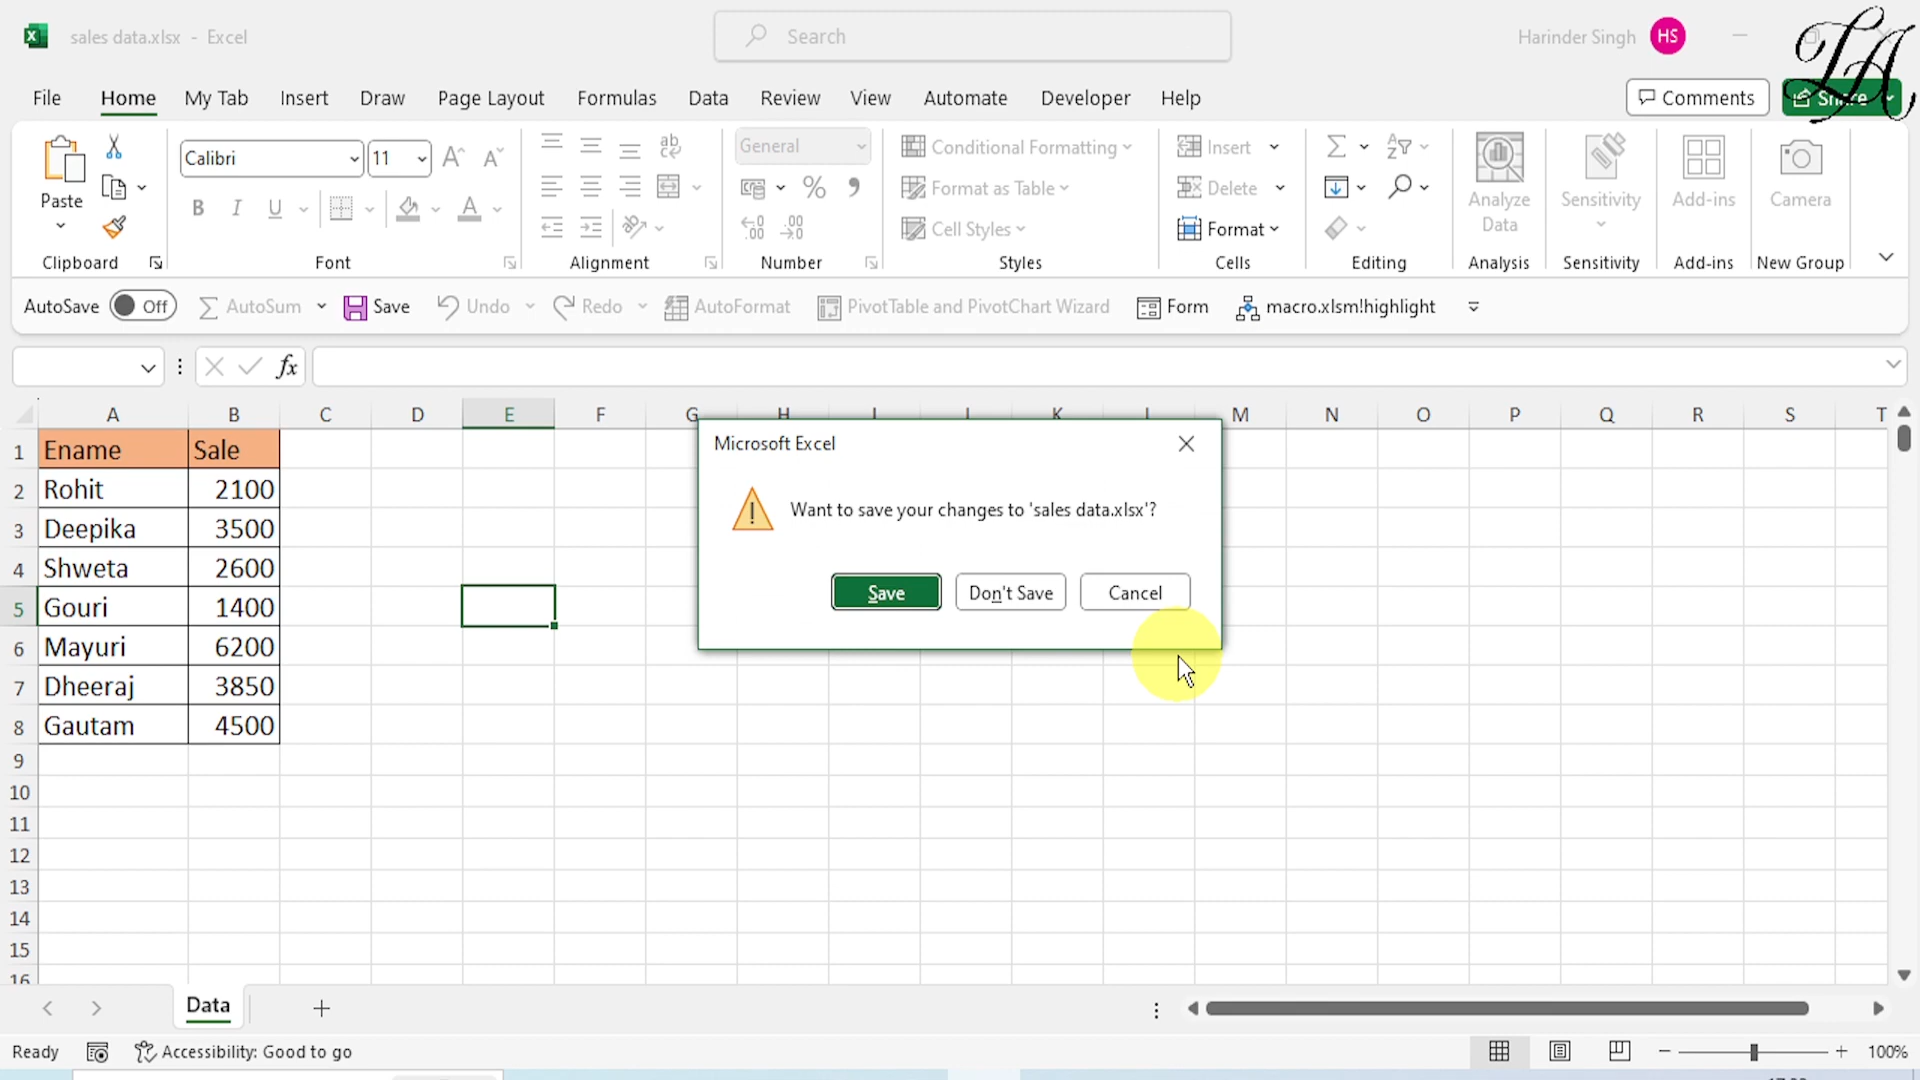 sales data.xlsx - Excel
Search
Harinder Singh HS
LA
File Home My Tab Insert Draw Page Layout Formulas Data Review View Automate Developer Help
Comments
Share
Paste
Calibri 11
General
ab
Conditional Formatting
Format as Table
Cell Styles
Insert
Delete
Format
Analyze Data
Sensitivity
Add-ins
Camera
Clipboard Font Alignment Number Styles Cells Editing Analysis Sensitivity Add-ins New Group
AutoSave Off AutoSum Save Undo Redo AutoFormat PivotTable and PivotChart Wizard Form macro.xlsm!highlight
fx
A B C D E F G H I J K L M N O P Q R S T
1 Ename Sale
2 Rohit 2100
3 Deepika 3500
4 Shweta 2600
5 Gouri 1400
6 Mayuri 6200
7 Dheeraj 3850
8 Gautam 4500
9
10
11
12
13
14
15
16
Microsoft Excel
Want to save your changes to 'sales data.xlsx'?
Save Don't Save Cancel
Data
Ready Accessibility: Good to go 100%